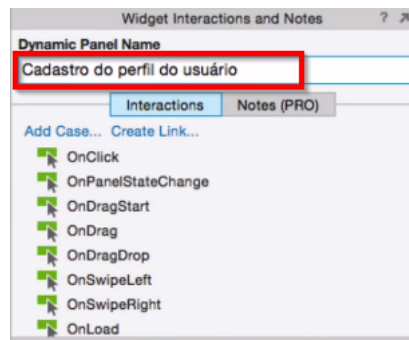 Widget Interactions and Notes ?
Dynamic Panel Name
Cadastro do perfil do usuário
Interactions Notes (PRO)
Add Case... Create Link...
OnClick
OnPanelStateChange
OnDragStart
OnDrag
OnDragDrop
OnSwipeLeft
OnSwipeRight
OnLoad